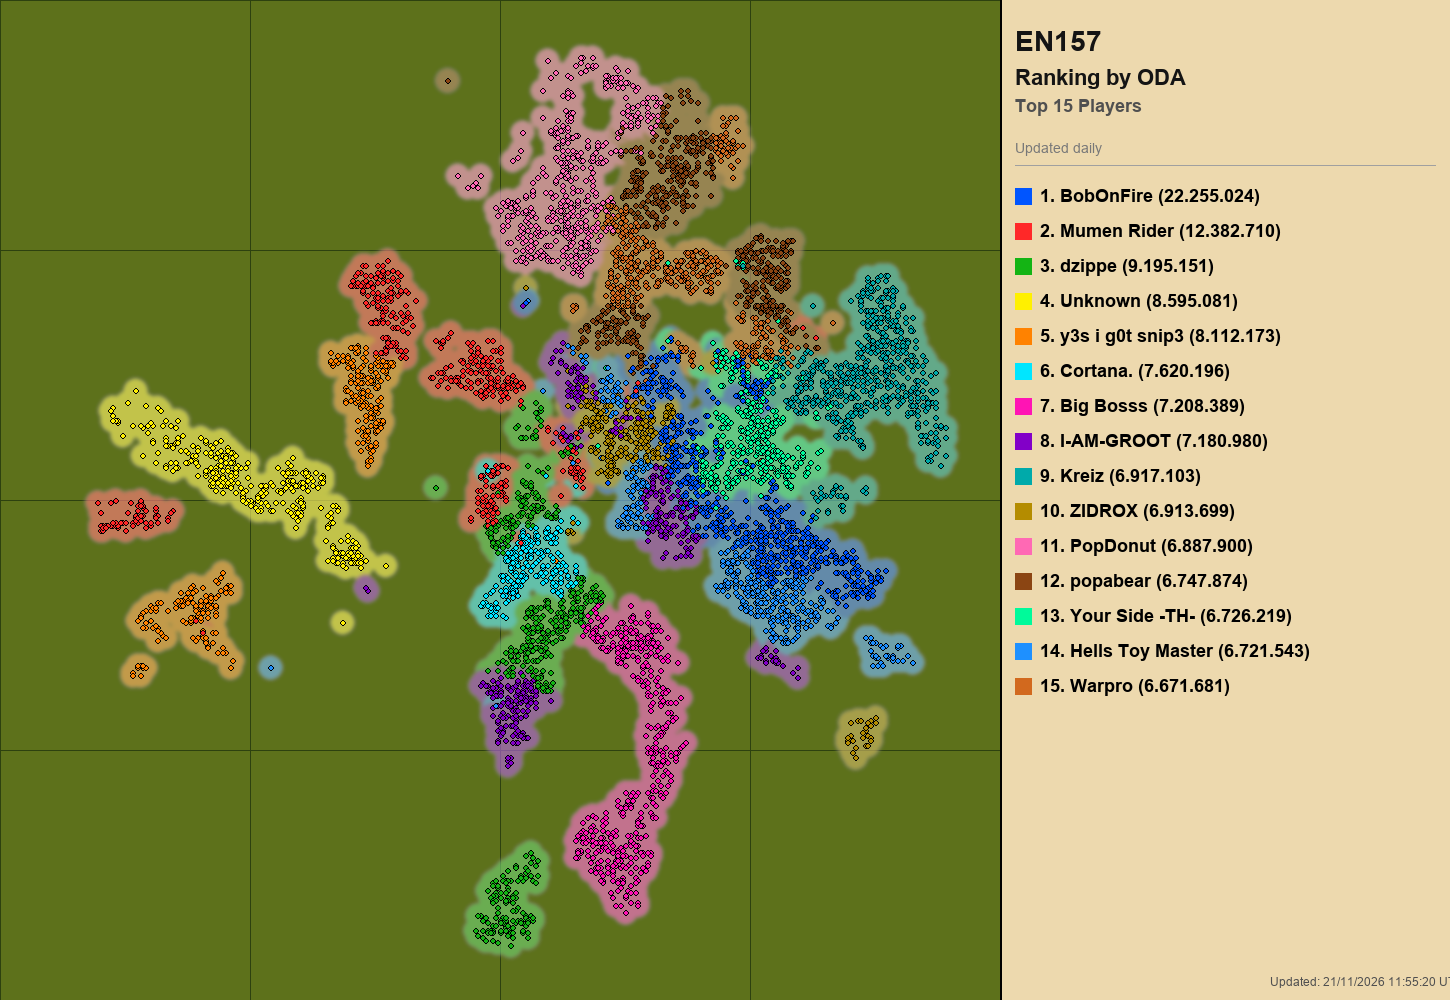 EN157
Ranking by ODA
Top 15 Players
Updated daily
1. BobOnFire (22.255.024)
2. Mumen Rider (12.382.710)
3. dzippe (9.195.151)
4. Unknown (8.595.081)
5. y3s i g0t snip3 (8.112.173)
6. Cortana. (7.620.196)
7. Big Bosss (7.208.389)
8. I-AM-GROOT (7.180.980)
9. Kreiz (6.917.103)
10. ZIDROX (6.913.699)
11. PopDonut (6.887.900)
12. popabear (6.747.874)
13. Your Side -TH- (6.726.219)
14. Hells Toy Master (6.721.543)
15. Warpro (6.671.681)
Updated: 21/11/2026 11:55:20